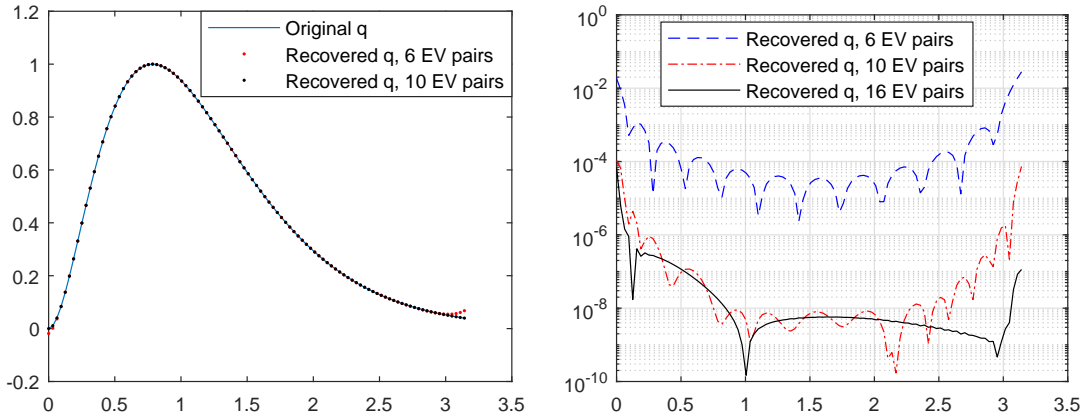 1.2
1
0.8
0.6
0.4
0.2
0
-0.2
0 0.5 1 1.5 2 2.5 3 3.5
Original q
Recovered q, 6 EV pairs
Recovered q, 10 EV pairs
10^0
10^-2
10^-4
10^-6
10^-8
10^-10
0 0.5 1 1.5 2 2.5 3 3.5
Recovered q, 6 EV pairs
Recovered q, 10 EV pairs
Recovered q, 16 EV pairs